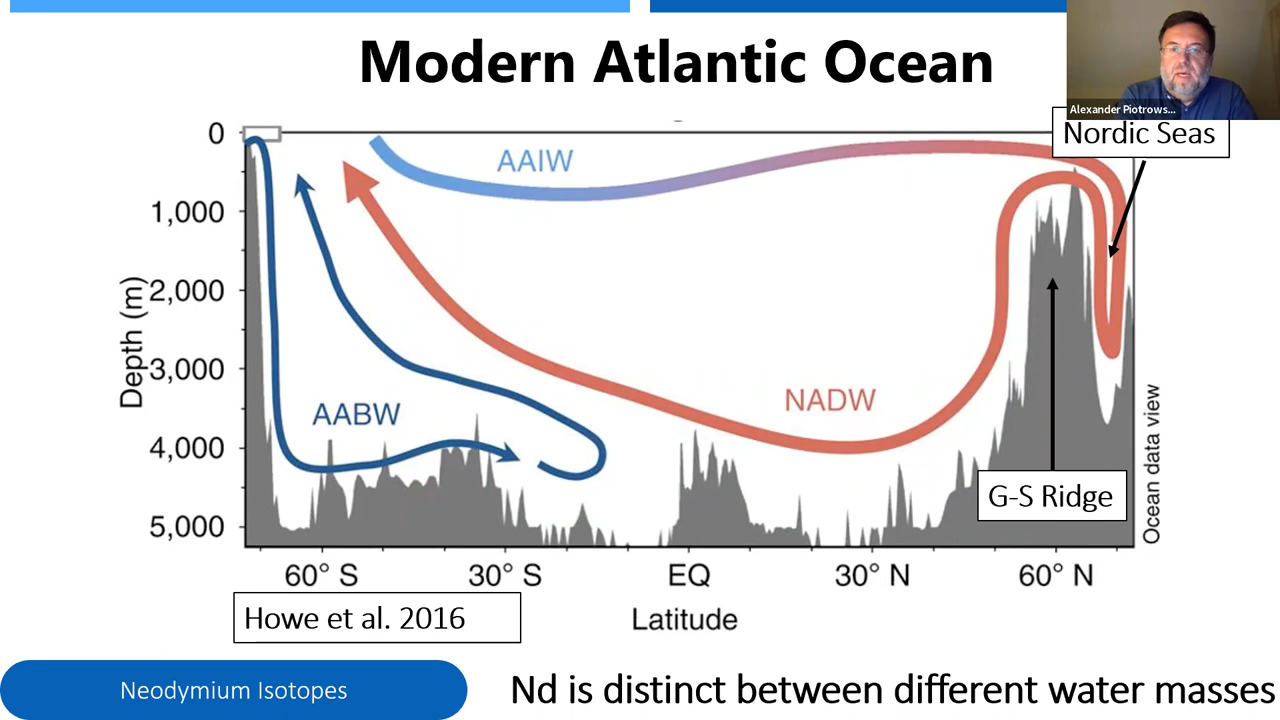 Modern Atlantic Ocean
Alexander Piotrows...
Nordic Seas
0
1,000
2,000
3,000
4,000
5,000
Depth (m)
AAIW
NADW
AABW
G-S Ridge
Ocean data view
60° S
30° S
EQ
30° N
60° N
Latitude
Howe et al. 2016
Neodymium Isotopes
Nd is distinct between different water masses